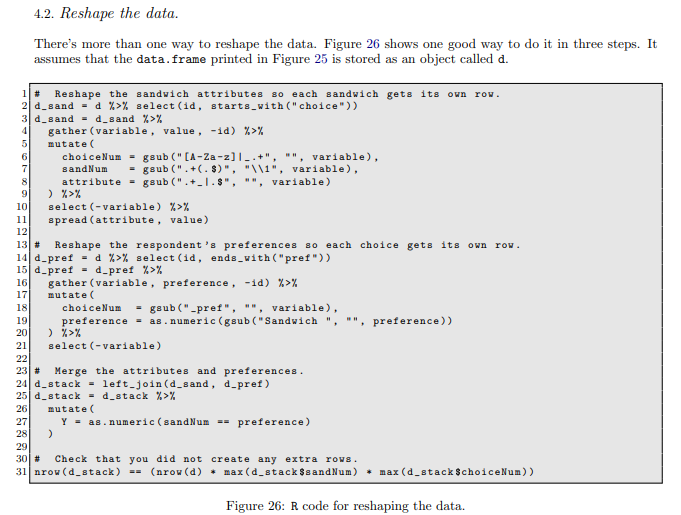 4.2. Reshape the data.
There's more than one way to reshape the data. Figure 26 shows one good way to do it in three steps. It
assumes that the data.frame printed in Figure 25 is stored as an object called d.
1 # Reshape the sandwich attributes so each sandwich gets its own row.
2 d_sand = d %>% select(id, starts_with("choice"))
3 d_sand = d_sand %>%
4 gather(variable, value, -id) %>%
5 mutate(
6 choiceNum = gsub("[A-Za-z]|_.+", "", variable),
7 sandNum = gsub(".+(.$)", "\\1", variable),
8 attribute = gsub(".+_|.$", "", variable)
9 ) %>%
10 select(-variable) %>%
11 spread(attribute, value)
12
13 # Reshape the respondent's preferences so each choice gets its own row.
14 d_pref = d %>% select(id, ends_with("pref"))
15 d_pref = d_pref %>%
16 gather(variable, preference, -id) %>%
17 mutate(
18 choiceNum = gsub("_pref", "", variable),
19 preference = as.numeric(gsub("Sandwich ", "", preference))
20 ) %>%
21 select(-variable)
22
23 # Merge the attributes and preferences.
24 d_stack = left_join(d_sand, d_pref)
25 d_stack = d_stack %>%
26 mutate(
27 Y = as.numeric(sandNum == preference)
28 )
29
30 # Check that you did not create any extra rows.
31 nrow(d_stack) == (nrow(d) * max(d_stack$sandNum) * max(d_stack$choiceNum))
Figure 26: R code for reshaping the data.